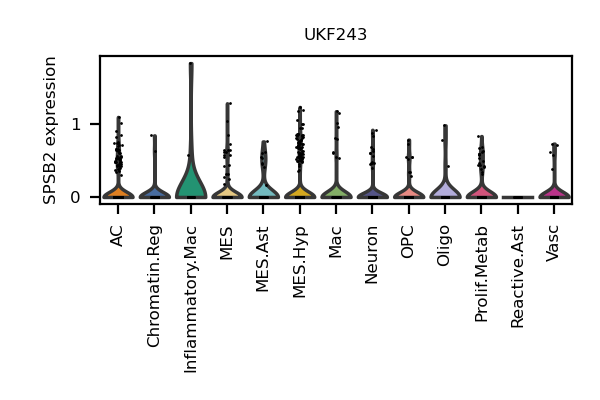 UKF243
SPSB2 expression
1
0
AC
Chromatin.Reg
Inflammatory.Mac
MES
MES.Ast
MES.Hyp
Mac
Neuron
OPC
Oligo
Prolif.Metab
Reactive.Ast
Vasc